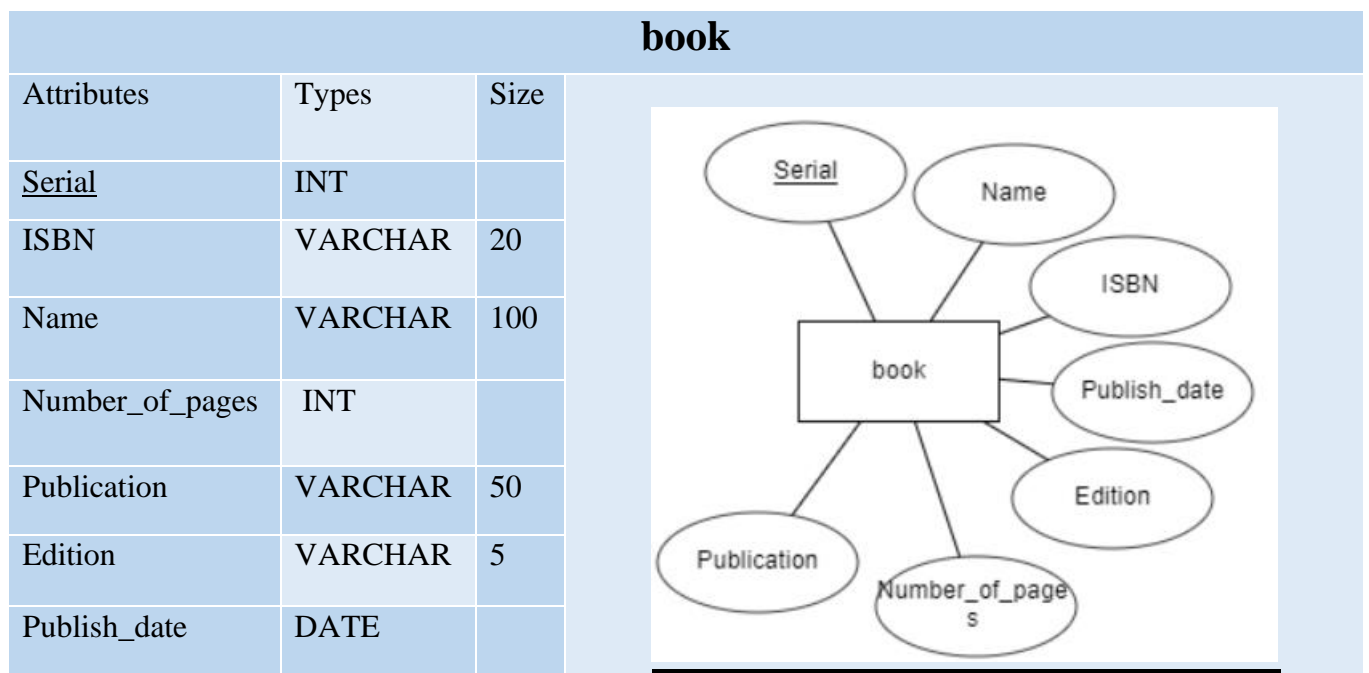 book
Attributes Types Size
Serial INT
ISBN VARCHAR 20
Name VARCHAR 100
Number_of_pages INT
Publication VARCHAR 50
Edition VARCHAR 5
Publish_date DATE
Serial
Name
ISBN
book
Publish_date
Edition
Publication
Number_of_page
s